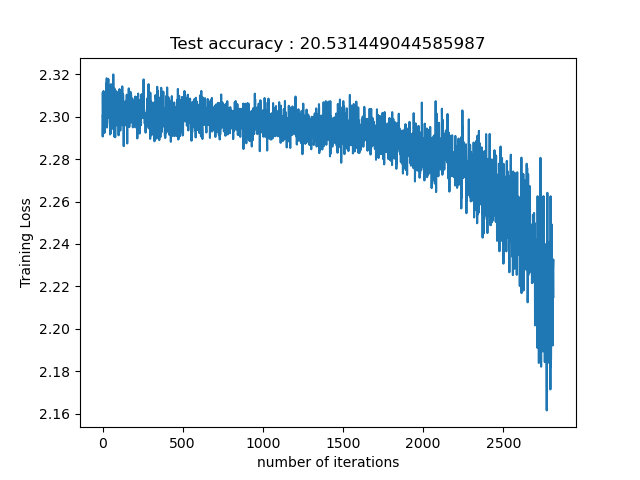 Test accuracy : 20.531449044585987
2.32
2.30
2.28
2.26
2.24
2.22
2.20
2.18
2.16
Training Loss
0 500 1000 1500 2000 2500
number of iterations